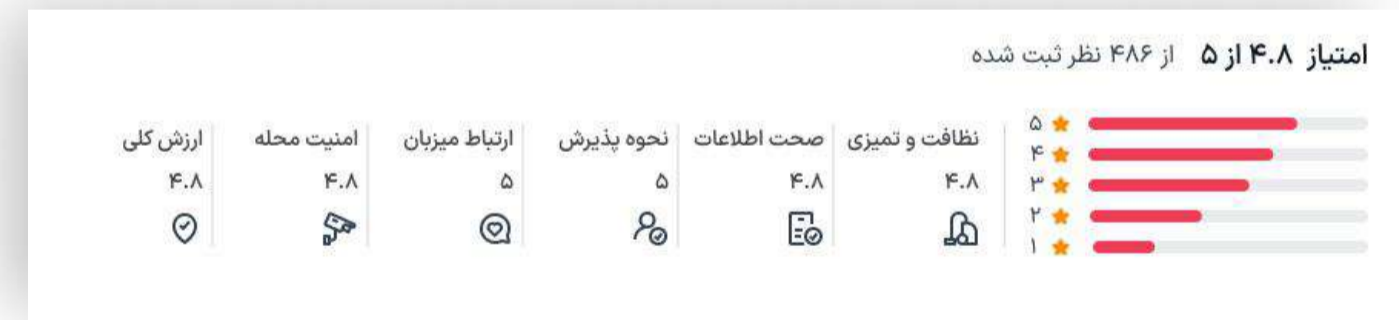 امتیاز ۴.۸ از ۵ از ۴۸۶ نظر ثبت شده
۵
۴
۳
۲
۱
نظافت و تمیزی صحت اطلاعات نحوه پذیرش ارتباط میزبان امنیت محله ارزش کلی
۴.۸ ۴.۸ ۵ ۵ ۴.۸ ۴.۸